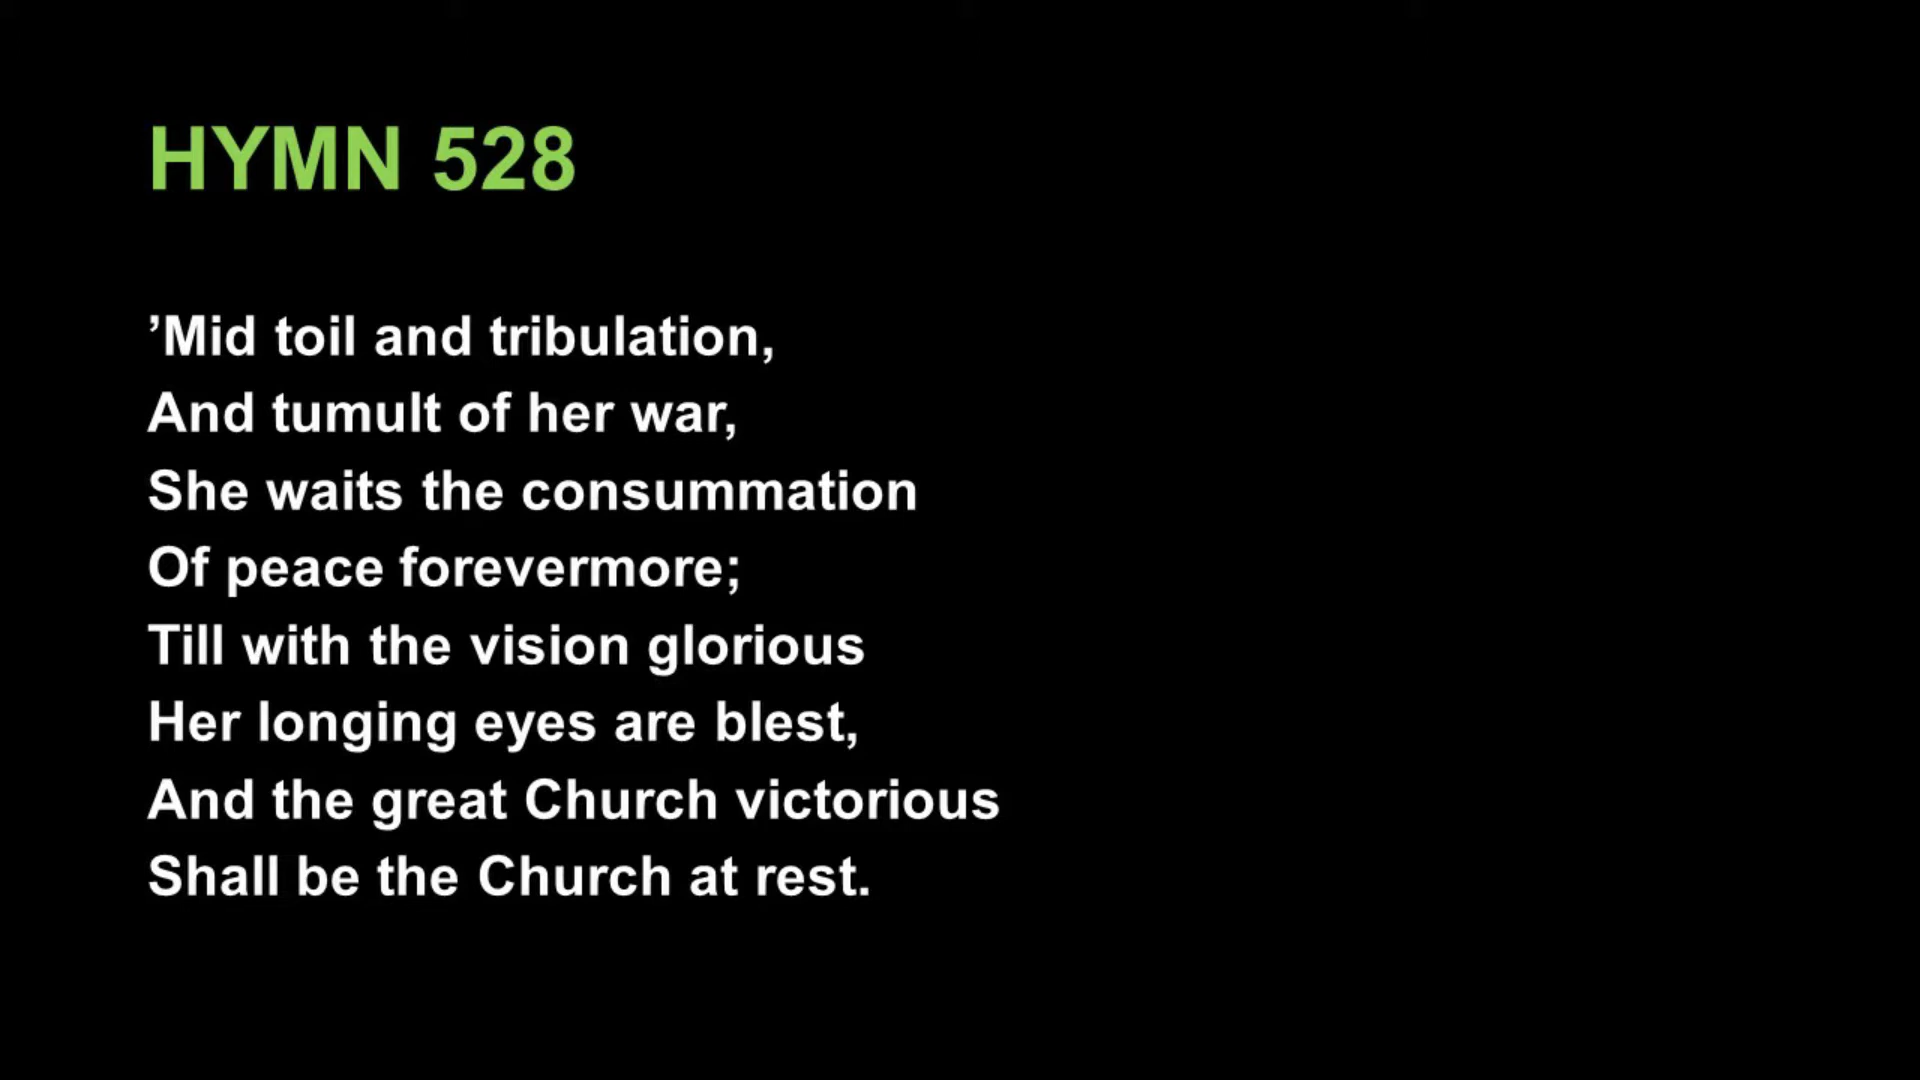 HYMN 528
’Mid toil and tribulation,
And tumult of her war,
She waits the consummation
Of peace forevermore;
Till with the vision glorious
Her longing eyes are blest,
And the great Church victorious
Shall be the Church at rest.